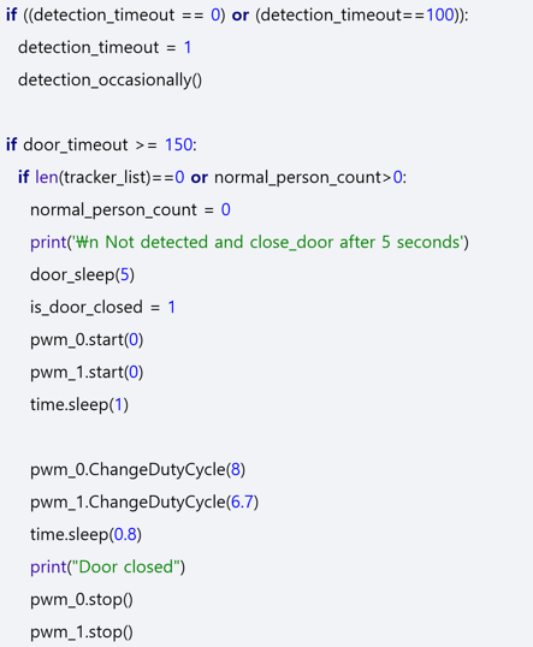 if ((detection_timeout == 0) or (detection_timeout==100)):
detection_timeout = 1
detection_occasionally()
if door_timeout >= 150:
if len(tracker_list)==0 or normal_person_count>0:
normal_person_count = 0
print('₩n Not detected and close_door after 5 seconds')
door_sleep(5)
is_door_closed = 1
pwm_0.start(0)
pwm_1.start(0)
time.sleep(1)
pwm_0.ChangeDutyCycle(8)
pwm_1.ChangeDutyCycle(6.7)
time.sleep(0.8)
print("Door closed")
pwm_0.stop()
pwm_1.stop()